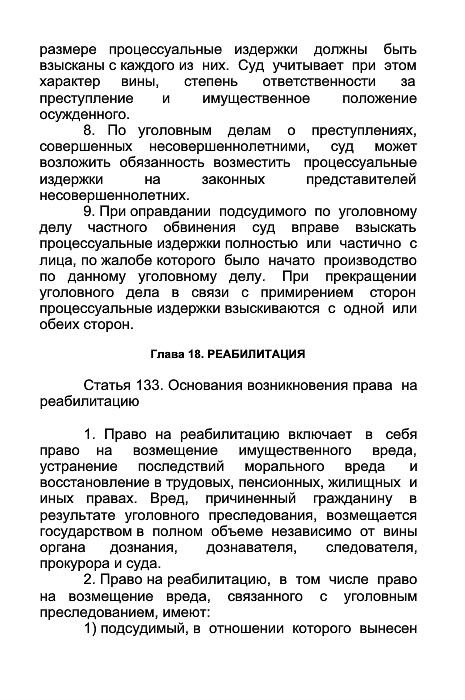 размере процессуальные издержки должны быть
взысканы с каждого из них. Суд учитывает при этом
характер вины, степень ответственности за
преступление и имущественное положение
осужденного.
8. По уголовным делам о преступлениях,
совершенных несовершеннолетними, суд может
возложить обязанность возместить процессуальные
издержки на законных представителей
несовершеннолетних.
9. При оправдании подсудимого по уголовному
делу частного обвинения суд вправе взыскать
процессуальные издержки полностью или частично с
лица, по жалобе которого было начато производство
по данному уголовному делу. При прекращении
уголовного дела в связи с примирением сторон
процессуальные издержки взыскиваются с одной или
обеих сторон.
Глава 18. РЕАБИЛИТАЦИЯ
Статья 133. Основания возникновения права на
реабилитацию
1. Право на реабилитацию включает в себя
право на возмещение имущественного вреда,
устранение последствий морального вреда и
восстановление в трудовых, пенсионных, жилищных и
иных правах. Вред, причиненный гражданину в
результате уголовного преследования, возмещается
государством в полном объеме независимо от вины
органа дознания, дознавателя, следователя,
прокурора и суда.
2. Право на реабилитацию, в том числе право
на возмещение вреда, связанного с уголовным
преследованием, имеют:
1) подсудимый, в отношении которого вынесен